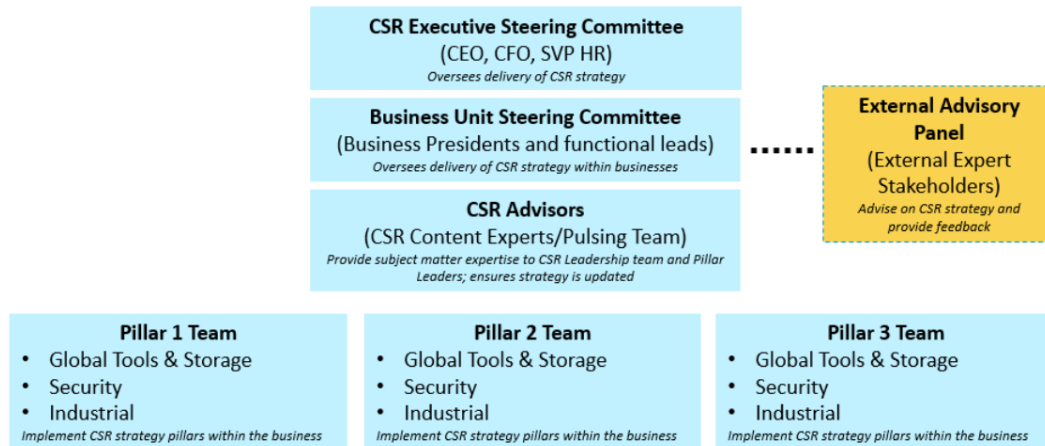 CSR Executive Steering Committee
(CEO, CFO, SVP HR)
Oversees delivery of CSR strategy
Business Unit Steering Committee
(Business Presidents and functional leads)
Oversees delivery of CSR strategy within businesses
CSR Advisors
(CSR Content Experts/Pulsing Team)
Provide subject matter expertise to CSR Leadership team and Pillar
Leaders; ensures strategy is updated
External Advisory
Panel
(External Expert
Stakeholders)
Advise on CSR strategy and
provide feedback
Pillar 1 Team
• Global Tools & Storage
• Security
• Industrial
Implement CSR strategy pillars within the business
Pillar 2 Team
• Global Tools & Storage
• Security
• Industrial
Implement CSR strategy pillars within the business
Pillar 3 Team
• Global Tools & Storage
• Security
• Industrial
Implement CSR strategy pillars within the business